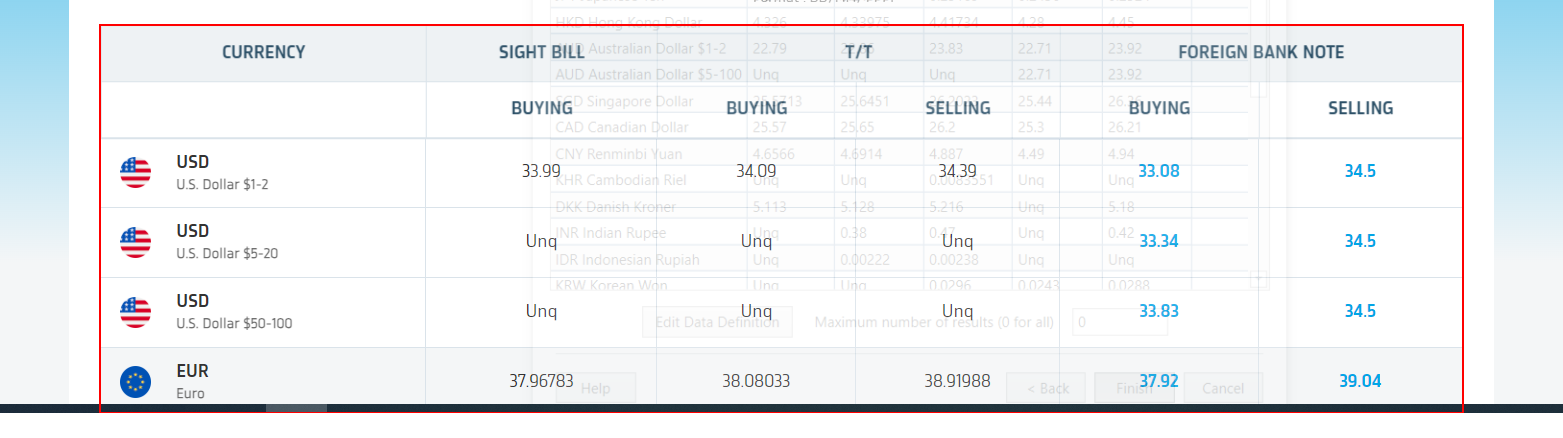 HKD Hong Kong Dollar 4.326 4.33975 4.41734 4.28 4.45
CURRENCY SIGHT BILL T/T FOREIGN BANK NOTE
Australian Dollar $1-2 22.79 23.83 22.71 23.92
AUD Australian Dollar $5-100 Unq Unq Unq 22.71 23.92
BUYING BUYING SELLING BUYING SELLING
Singapore Dollar 25.6451 25.44
CAD Canadian Dollar 25.57 25.65 26.2 25.3 26.21
CNY Renminbi Yuan 4.6566 4.6914 4.887 4.49 4.94
USD
U.S. Dollar $1-2
33.99 34.09 34.39 33.08 34.5
KHR Cambodian Riel Unq Unq 0.0085551 Unq Unq
DKK Danish Kroner 5.113 5.128 5.216 Unq 5.18
USD
U.S. Dollar $5-20
Unq Unq Unq 33.34 34.5
INR Indian Rupee Unq 0.38 0.47 Unq 0.42
IDR Indonesian Rupiah Unq 0.00222 0.00238 Unq Unq
KRW Korean Won Unq Unq 0.0296 0.0243 0.0288
USD
U.S. Dollar $50-100
Unq Unq Unq 33.83 34.5
Edit Data Definition Maximum number of results (0 for all) 0
EUR
Euro
37.96783 38.08033 38.91988 37.92 39.04
Help < Back Finish Cancel